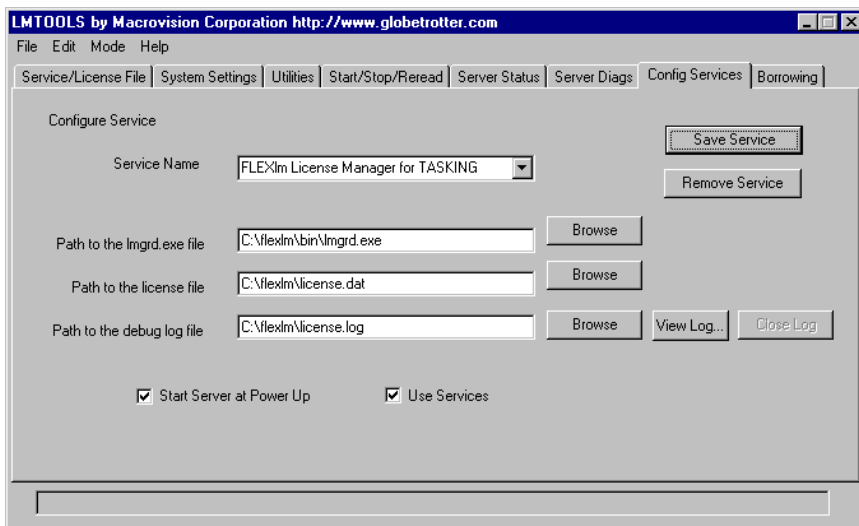 LMTOOLS by Macrovision Corporation http://www.globetrotter.com
File Edit Mode Help
Service/License File System Settings Utilities Start/Stop/Reread Server Status Server Diags Config Services Borrowing
Configure Service
Save Service
Service Name FLEXlm License Manager for TASKING
Remove Service
Path to the lmgrd.exe file C:\flexlm\bin\lmgrd.exe Browse
Path to the license file C:\flexlm\license.dat Browse
Path to the debug log file C:\flexlm\license.log Browse View Log... Close Log
Start Server at Power Up Use Services